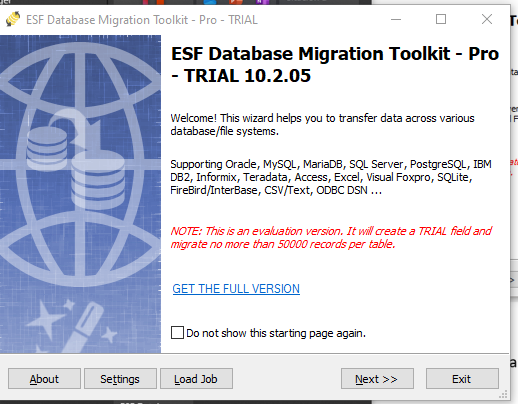 ESF Database Migration Toolkit - Pro - TRIAL
ESF Database Migration Toolkit - Pro
- TRIAL 10.2.05
Welcome! This wizard helps you to transfer data across various
database/file systems.
Supporting Oracle, MySQL, MariaDB, SQL Server, PostgreSQL, IBM
DB2, Informix, Teradata, Access, Excel, Visual Foxpro, SQLite,
FireBird/InterBase, CSV/Text, ODBC DSN ...
NOTE: This is an evaluation version. It will create a TRIAL field and
migrate no more than 50000 records per table.
GET THE FULL VERSION
Do not show this starting page again.
About Settings Load Job Next >> Exit